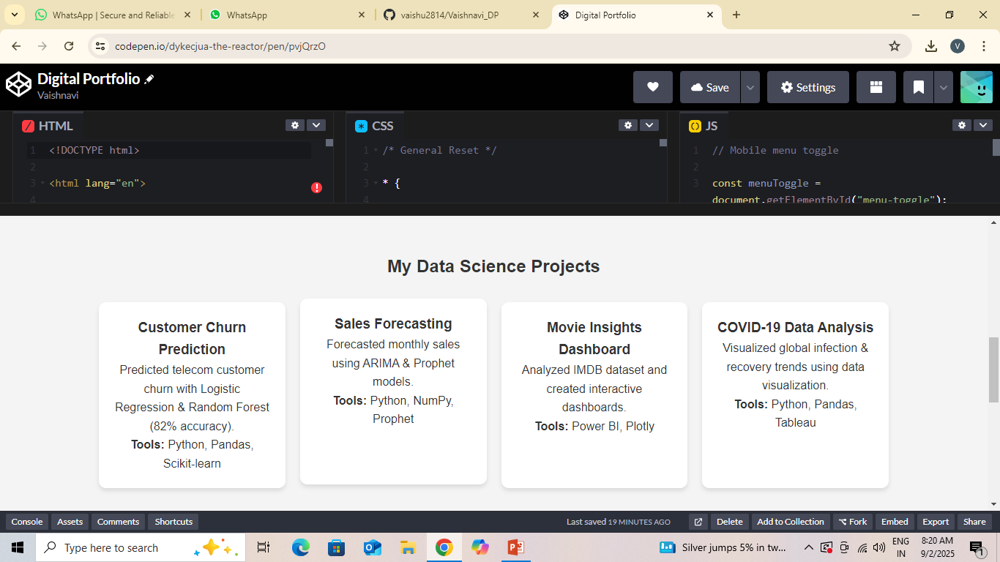 WhatsApp | Secure and Reliable
WhatsApp
vaishu2814/Vaishnavi_DP
Digital Portfolio
codepen.io/dykecjua-the-reactor/pen/pvjQrzO
V
Digital Portfolio
Vaishnavi
Save
Settings
HTML
CSS
JS
1 <!DOCTYPE html>
2
3 <html lang="en">
4
1 /* General Reset */
2
3 * {
4
1 // Mobile menu toggle
2
3 const menuToggle =
document.getElementById("menu-toggle");
My Data Science Projects
Customer Churn
Prediction
Predicted telecom customer
churn with Logistic
Regression & Random Forest
(82% accuracy).
Tools: Python, Pandas,
Scikit-learn
Sales Forecasting
Forecasted monthly sales
using ARIMA & Prophet
models.
Tools: Python, NumPy,
Prophet
Movie Insights
Dashboard
Analyzed IMDB dataset and
created interactive
dashboards.
Tools: Power BI, Plotly
COVID-19 Data Analysis
Visualized global infection &
recovery trends using data
visualization.
Tools: Python, Pandas,
Tableau
Console
Assets
Comments
Shortcuts
Last saved 19 MINUTES AGO
Delete
Add to Collection
Fork
Embed
Export
Share
Type here to search
Silver jumps 5% in tw...
ENG
IN
8:20 AM
9/2/2025
1